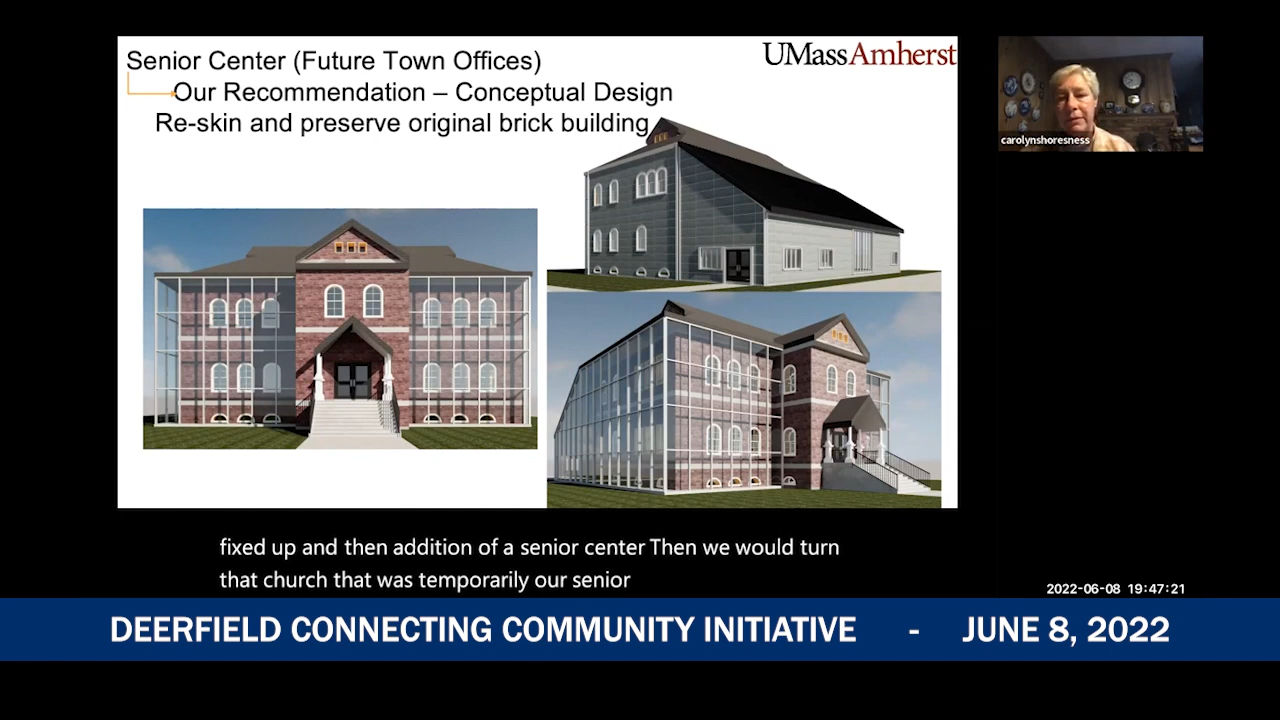 Senior Center (Future Town Offices)
UMassAmherst
Our Recommendation – Conceptual Design
Re-skin and preserve original brick building
carolynshoresness
fixed up and then addition of a senior center Then we would turn
that church that was temporarily our senior
2022-06-08 19:47:21
DEERFIELD CONNECTING COMMUNITY INITIATIVE - JUNE 8, 2022